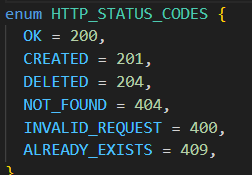 enum HTTP_STATUS_CODES {
OK = 200,
CREATED = 201,
DELETED = 204,
NOT_FOUND = 404,
INVALID_REQUEST = 400,
ALREADY_EXISTS = 409,
}